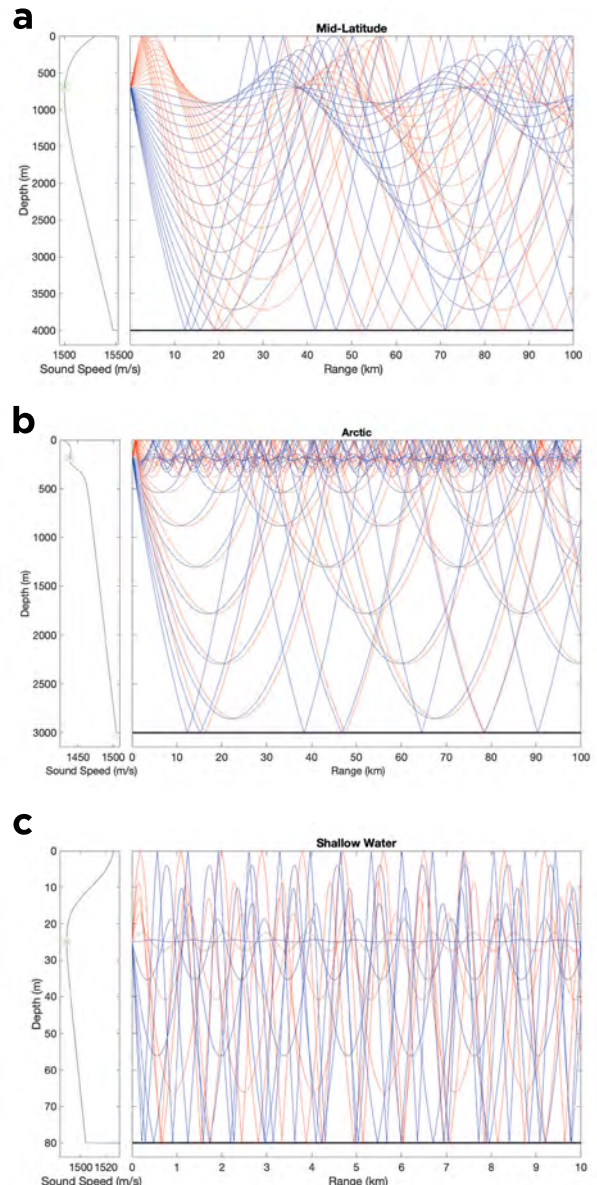 a
Mid-Latitude
0
500
1000
1500
2000
2500
3000
3500
4000
Depth (m)
1500 1550
0 10 20 30 40 50 60 70 80 90 100
Sound Speed (m/s) Range (km)
b
Arctic
0
500
1000
1500
2000
2500
3000
Depth (m)
1450 1500
0 10 20 30 40 50 60 70 80 90 100
Sound Speed (m/s) Range (km)
c
Shallow Water
0
10
20
30
40
50
60
70
80
Depth (m)
1500 1520
0 1 2 3 4 5 6 7 8 9 10
Sound Speed (m/s) Range (km)